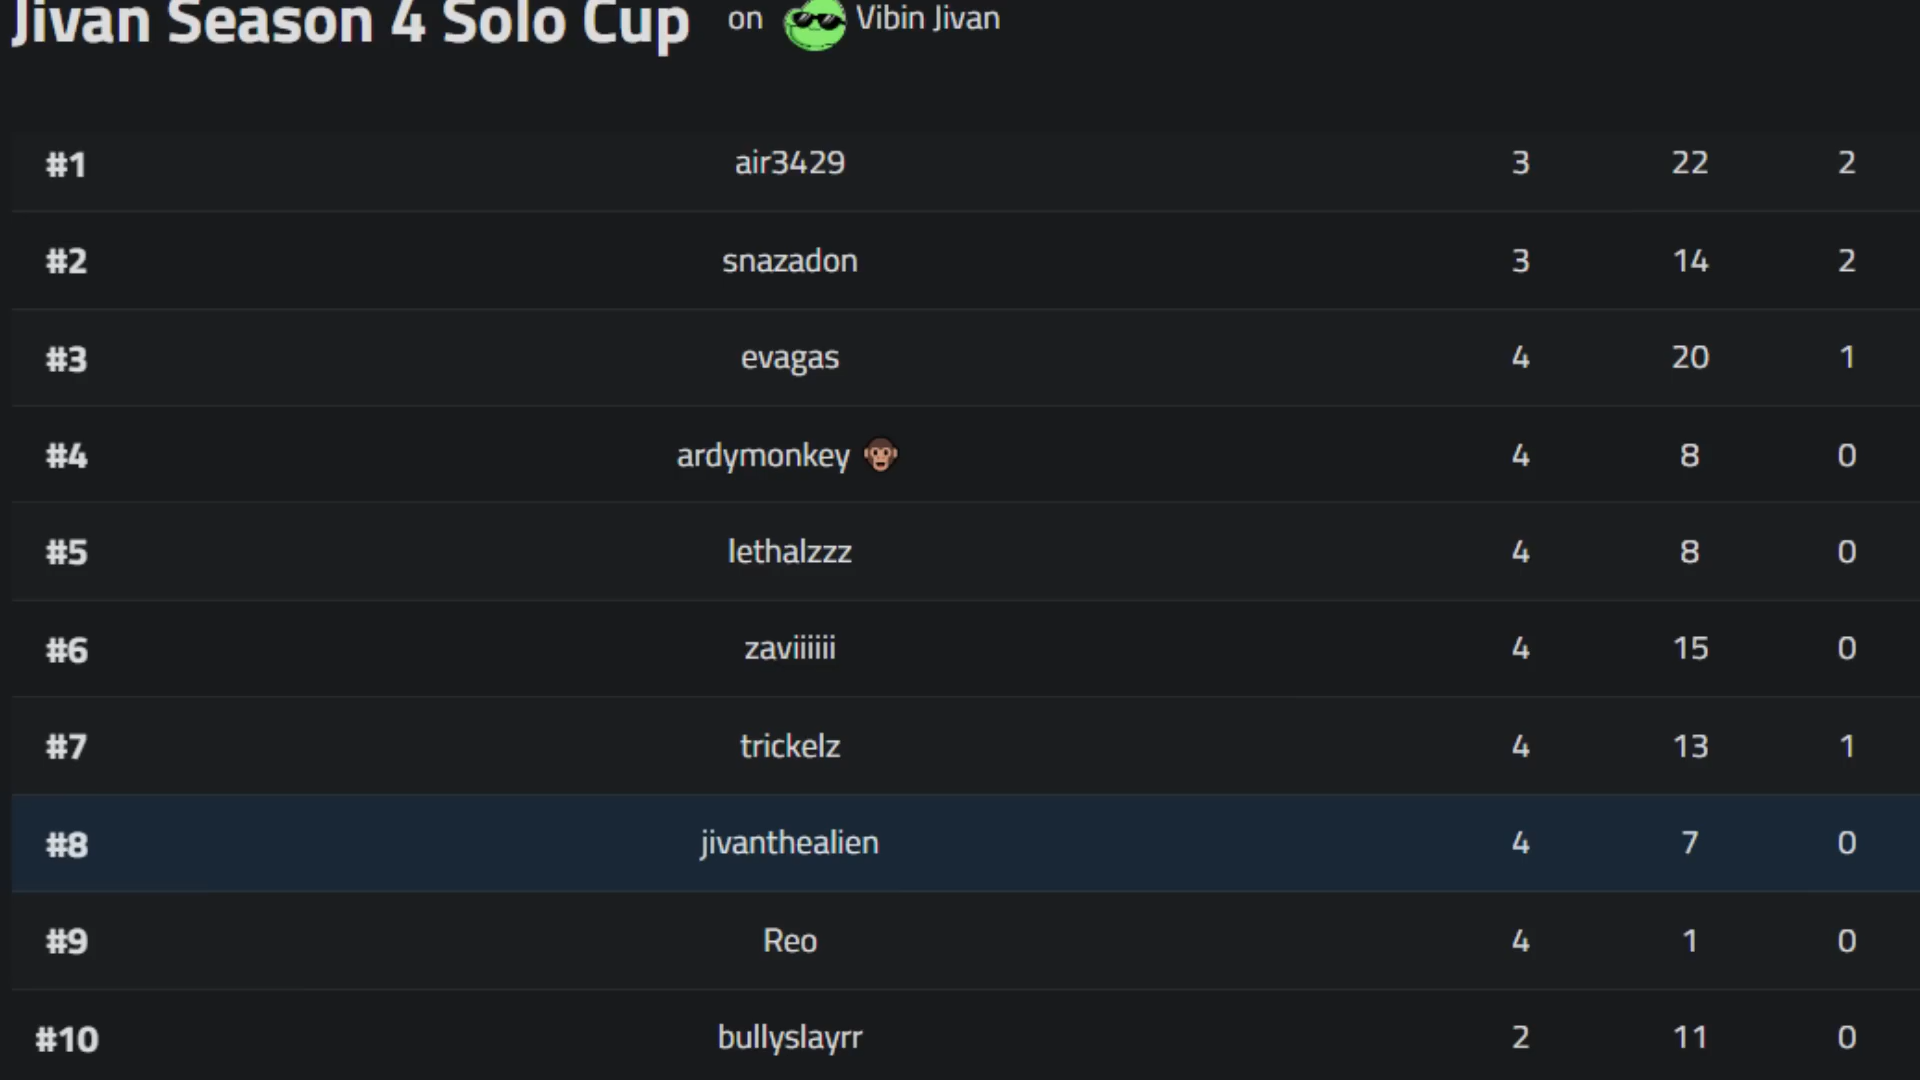 Jivan Season 4 Solo Cup on Vibin Jivan
#1 air3429 3 22 2
#2 snazadon 3 14 2
#3 evagas 4 20 1
#4 ardymonkey 🐵 4 8 0
#5 lethalzzz 4 8 0
#6 zaviiiiii 4 15 0
#7 trickelz 4 13 1
#8 jivanthealien 4 7 0
#9 Reo 4 1 0
#10 bullyslayrr 2 11 0